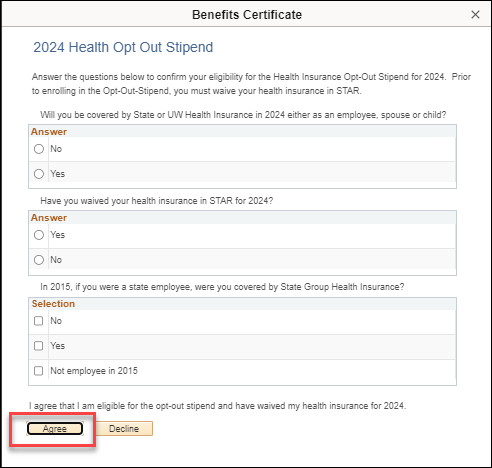 Benefits Certificate
2024 Health Opt Out Stipend
Answer the questions below to confirm your eligibility for the Health Insurance Opt-Out Stipend for 2024. Prior
to enrolling in the Opt-Out-Stipend, you must waive your health insurance in STAR.
Will you be covered by State or UW Health Insurance in 2024 either as an employee, spouse or child?
Answer
No
Yes
Have you waived your health insurance in STAR for 2024?
Answer
Yes
No
In 2015, if you were a state employee, were you covered by State Group Health Insurance?
Selection
No
Yes
Not employee in 2015
I agree that I am eligible for the opt-out stipend and have waived my health insurance for 2024.
Agree Decline